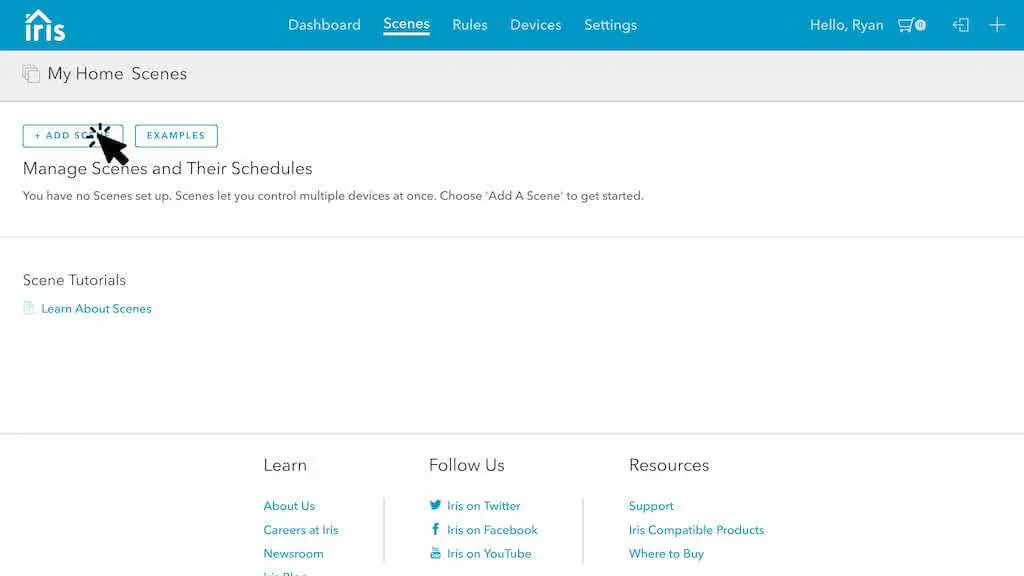 iris
Dashboard Scenes Rules Devices Settings Hello, Ryan 0
My Home Scenes
+ ADD SCENE EXAMPLES
Manage Scenes and Their Schedules
You have no Scenes set up. Scenes let you control multiple devices at once. Choose 'Add A Scene' to get started.
Scene Tutorials
Learn About Scenes
Learn Follow Us Resources
About Us Iris on Twitter Support
Careers at Iris Iris on Facebook Iris Compatible Products
Newsroom Iris on YouTube Where to Buy
Iris Blog